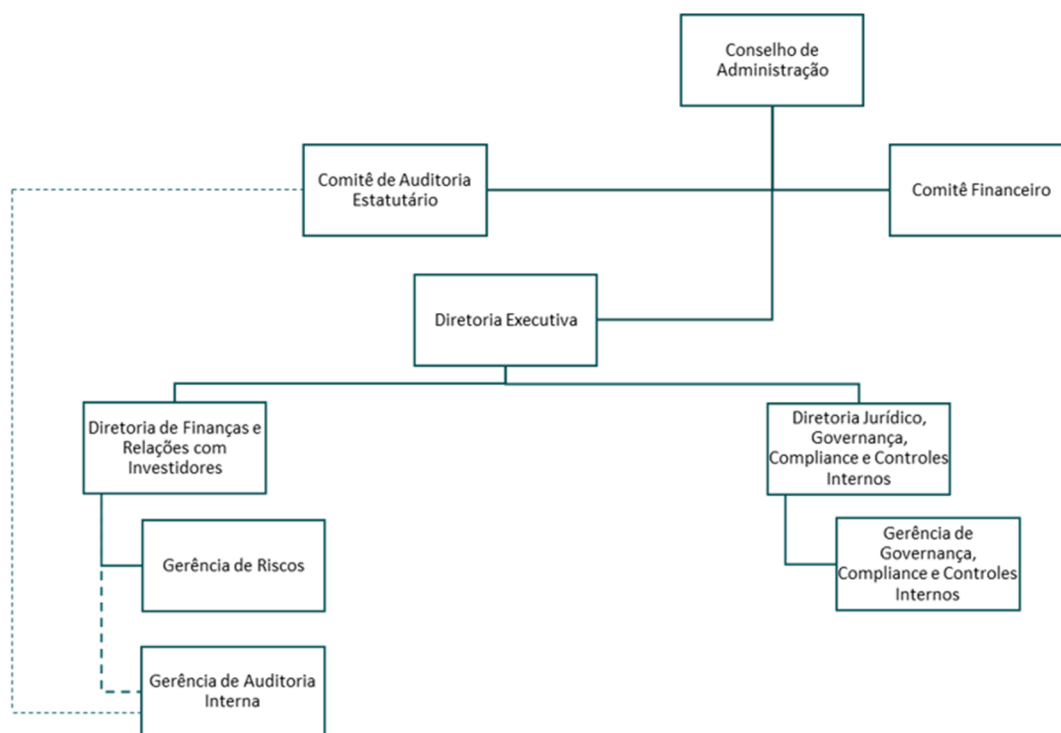 Conselho de
Administração
Comitê de Auditoria
Estatutário
Comitê Financeiro
Diretoria Executiva
Diretoria de Finanças e
Relações com
Investidores
Diretoria Jurídico,
Governança,
Compliance e Controles
Internos
Gerência de Riscos
Gerência de
Governança,
Compliance e Controles
Internos
Gerência de Auditoria
Interna